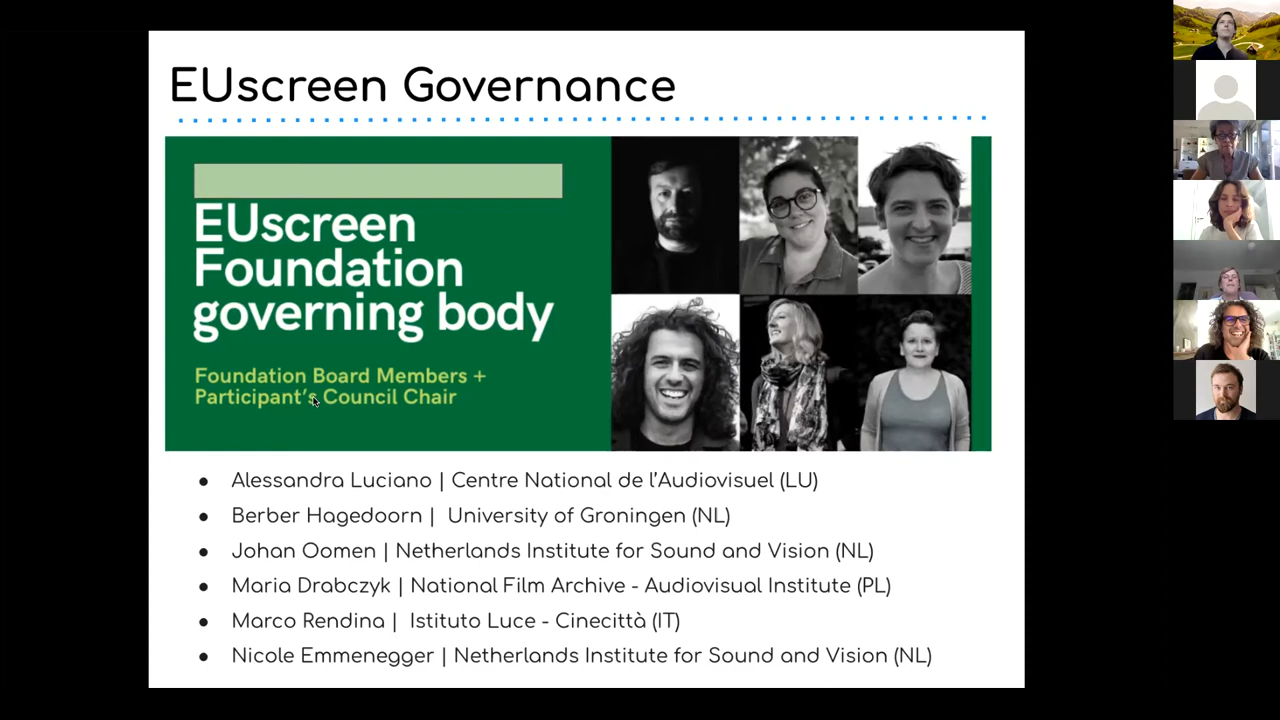 EUscreen Governance
EUscreen
Foundation
governing body
Foundation Board Members +
Participant's Council Chair
● Alessandra Luciano | Centre National de l'Audiovisuel (LU)
● Berber Hagedoorn | University of Groningen (NL)
● Johan Oomen | Netherlands Institute for Sound and Vision (NL)
● Maria Drabczyk | National Film Archive - Audiovisual Institute (PL)
● Marco Rendina | Istituto Luce - Cinecittà (IT)
● Nicole Emmenegger | Netherlands Institute for Sound and Vision (NL)